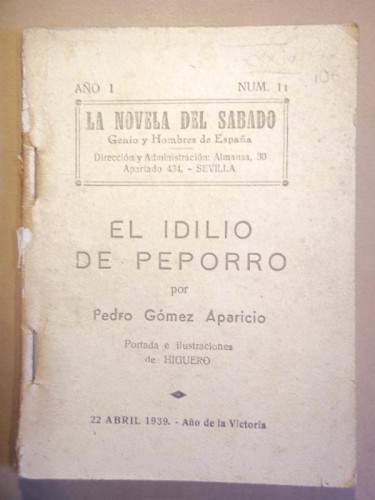 AÑO I NUM. 11
LA NOVELA DEL SABADO
Genio y Hombres de España
Dirección y Administración: Almansa, 30
Apartado 434. - SEVILLA
EL IDILIO
DE PEPORRO
por
Pedro Gómez Aparicio
Portada e ilustraciones
de HIGUERO
22 ABRIL 1939. - Año de la Victoria